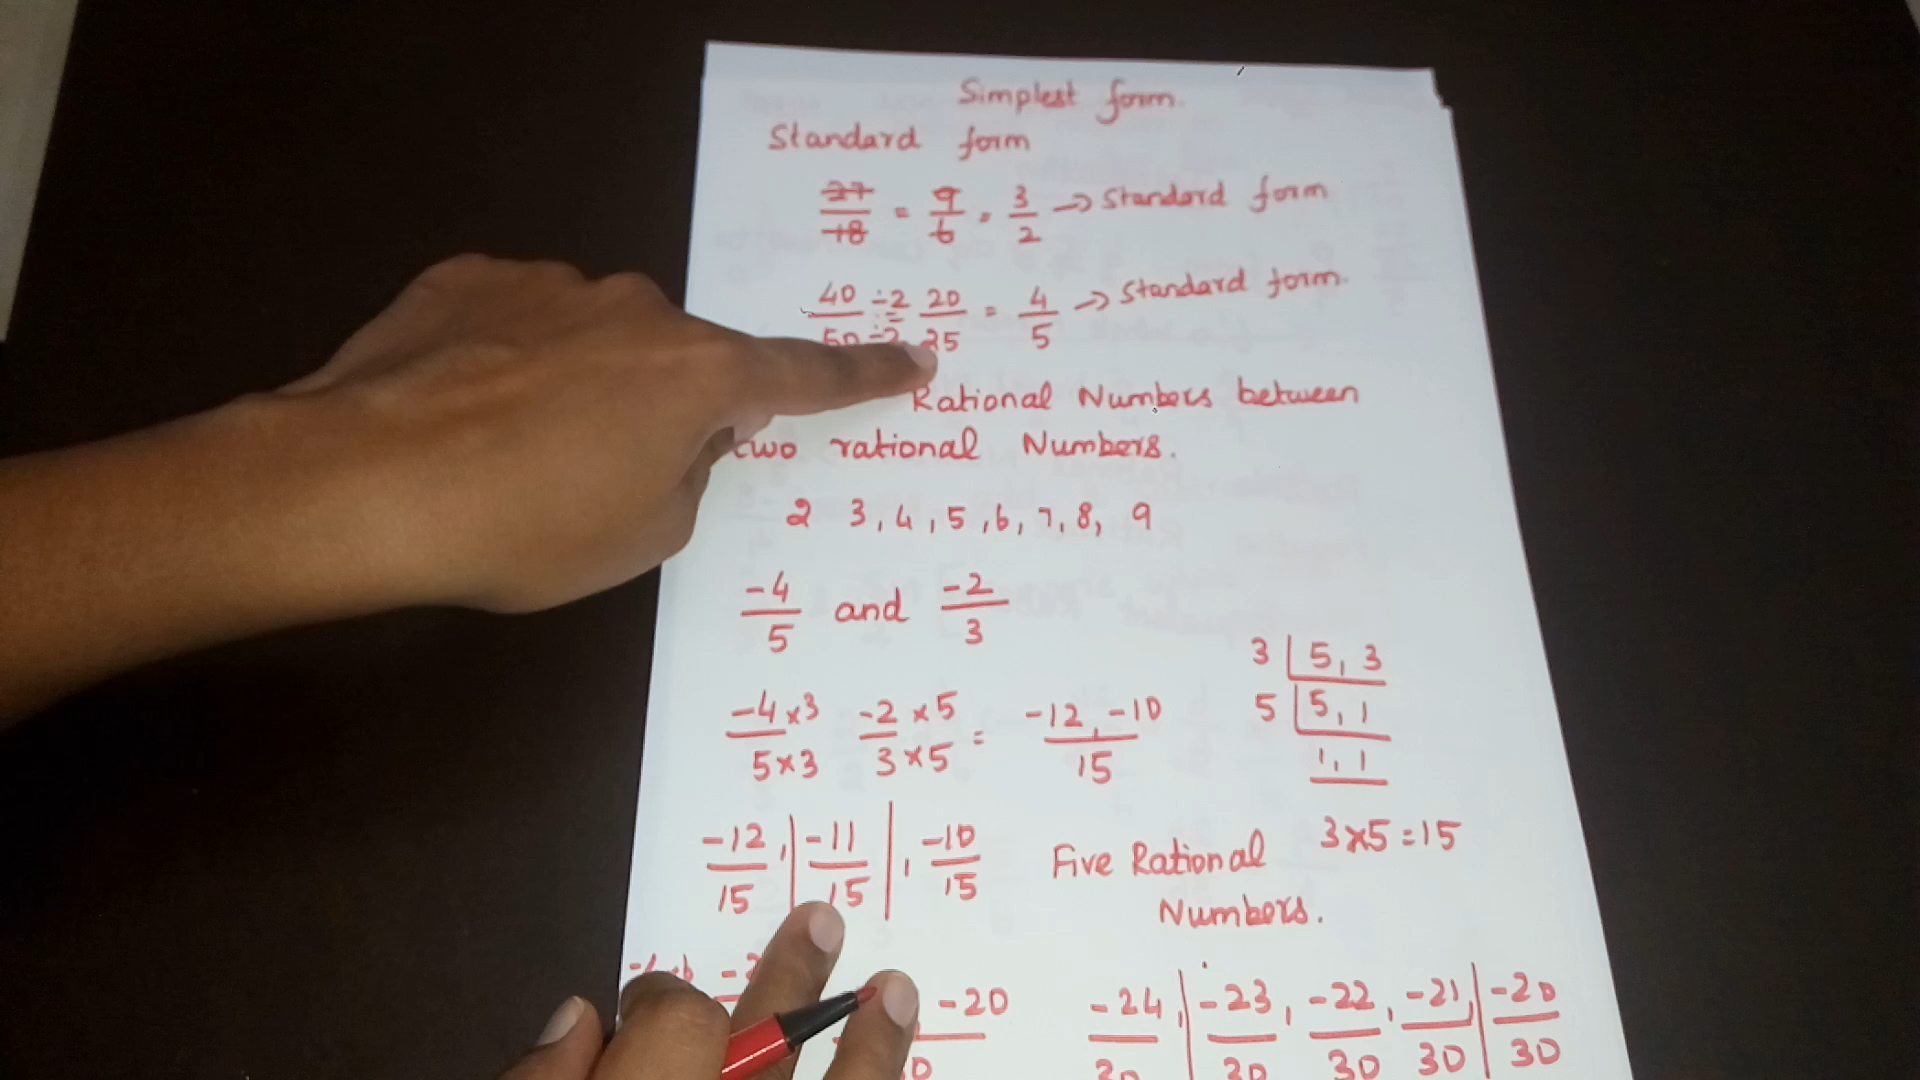 Simplest form.
Standard form
27/18 = 9/6 = 3/2 → Standard form
40/50 ÷2/÷2 = 20/25 = 4/5 → Standard form.
Rational Numbers between
two rational Numbers.
2 3, 4, 5, 6, 7, 8, 9
-4/5 and -2/3
3 | 5, 3
5 | 5, 1
1, 1
-4×3/5×3 -2×5/3×5 = -12, -10/15
3×5=15
-12/15, | -11/15 |, -10/15 Five Rational
Numbers.
-20
-24/30, | -23/30, -22/30, -21/30, | -20/30